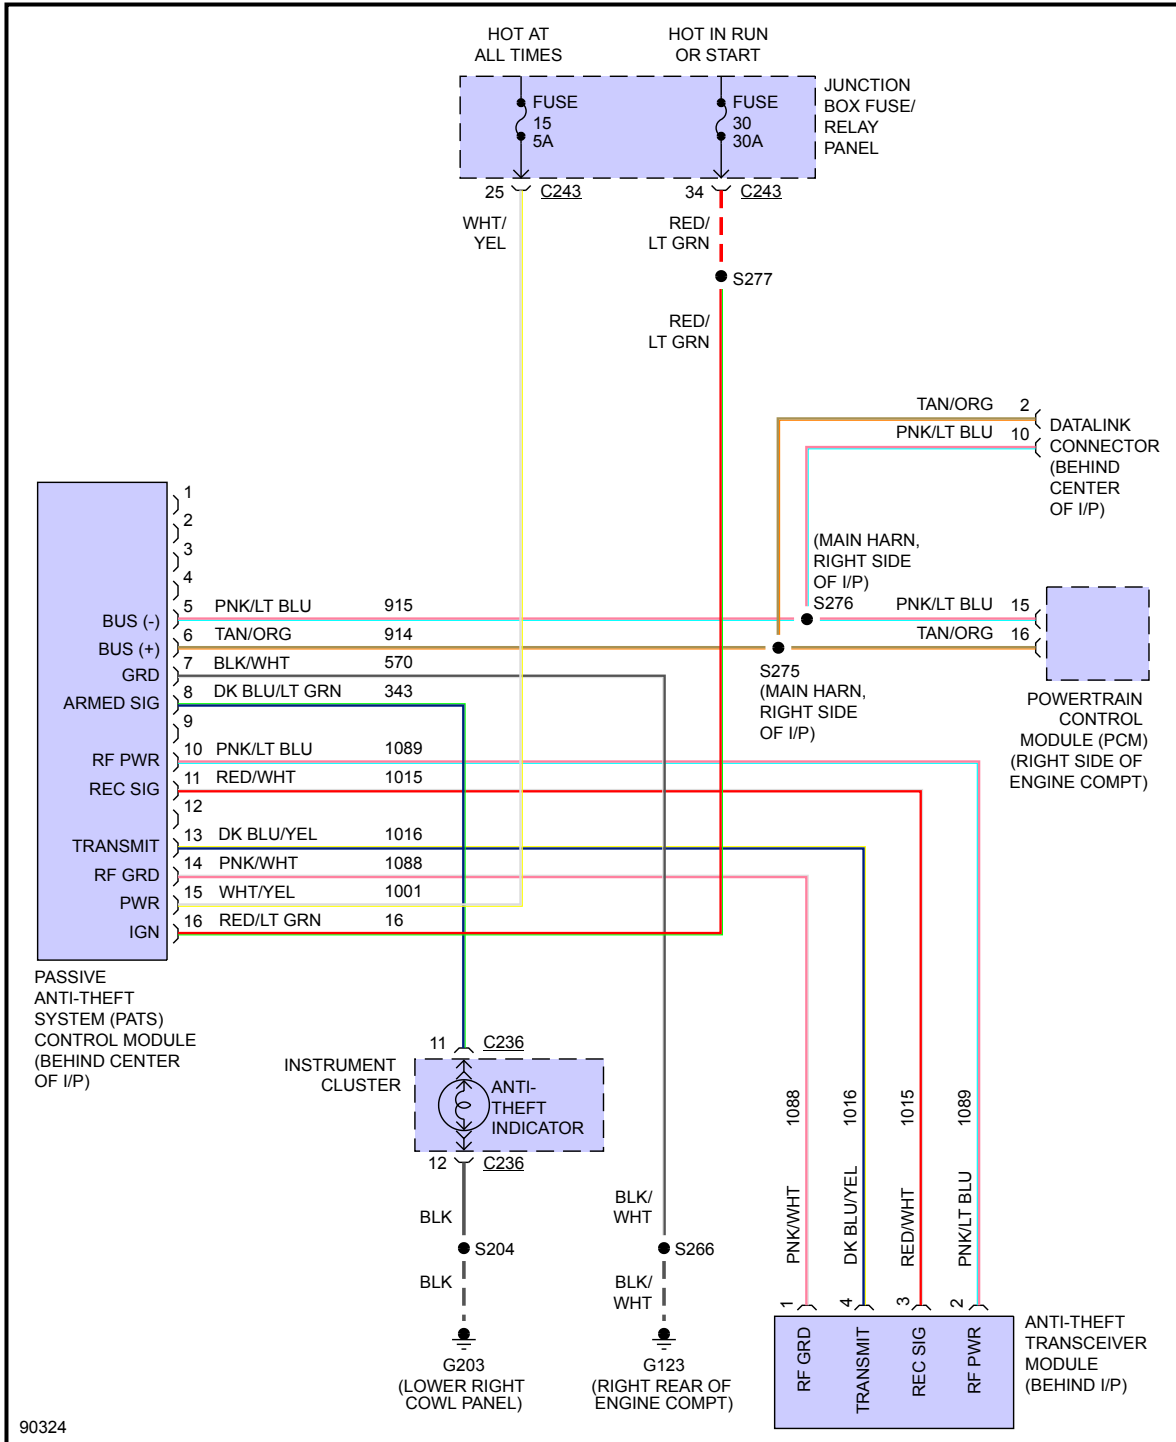 HOT AT
ALL TIMES
HOT IN RUN
OR START
FUSE
15
5A
FUSE
30
30A
JUNCTION
BOX FUSE/
RELAY
PANEL
25
C243
34
C243
WHT/
YEL
RED/
LT GRN
S277
RED/
LT GRN
TAN/ORG 2
PNK/LT BLU 10
DATALINK
CONNECTOR
(BEHIND
CENTER
OF I/P)
(MAIN HARN,
RIGHT SIDE
OF I/P)
S276
PNK/LT BLU 15
TAN/ORG 16
S275
(MAIN HARN,
RIGHT SIDE
OF I/P)
POWERTRAIN
CONTROL
MODULE (PCM)
(RIGHT SIDE OF
ENGINE COMPT)
1
2
3
4
BUS (-) 5 PNK/LT BLU 915
BUS (+) 6 TAN/ORG 914
GRD 7 BLK/WHT 570
ARMED SIG 8 DK BLU/LT GRN 343
9
RF PWR 10 PNK/LT BLU 1089
REC SIG 11 RED/WHT 1015
12
TRANSMIT 13 DK BLU/YEL 1016
RF GRD 14 PNK/WHT 1088
PWR 15 WHT/YEL 1001
IGN 16 RED/LT GRN 16
PASSIVE
ANTI-THEFT
SYSTEM (PATS)
CONTROL MODULE
(BEHIND CENTER
OF I/P)
11 C236
INSTRUMENT
CLUSTER
ANTI-
THEFT
INDICATOR
12 C236
BLK
S204
BLK
G203
(LOWER RIGHT
COWL PANEL)
BLK/
WHT
S266
BLK/
WHT
G123
(RIGHT REAR OF
ENGINE COMPT)
1088
1016
1015
1089
PNK/WHT
DK BLU/YEL
RED/WHT
PNK/LT BLU
1
4
3
2
RF GRD
TRANSMIT
REC SIG
RF PWR
ANTI-THEFT
TRANSCEIVER
MODULE
(BEHIND I/P)
90324